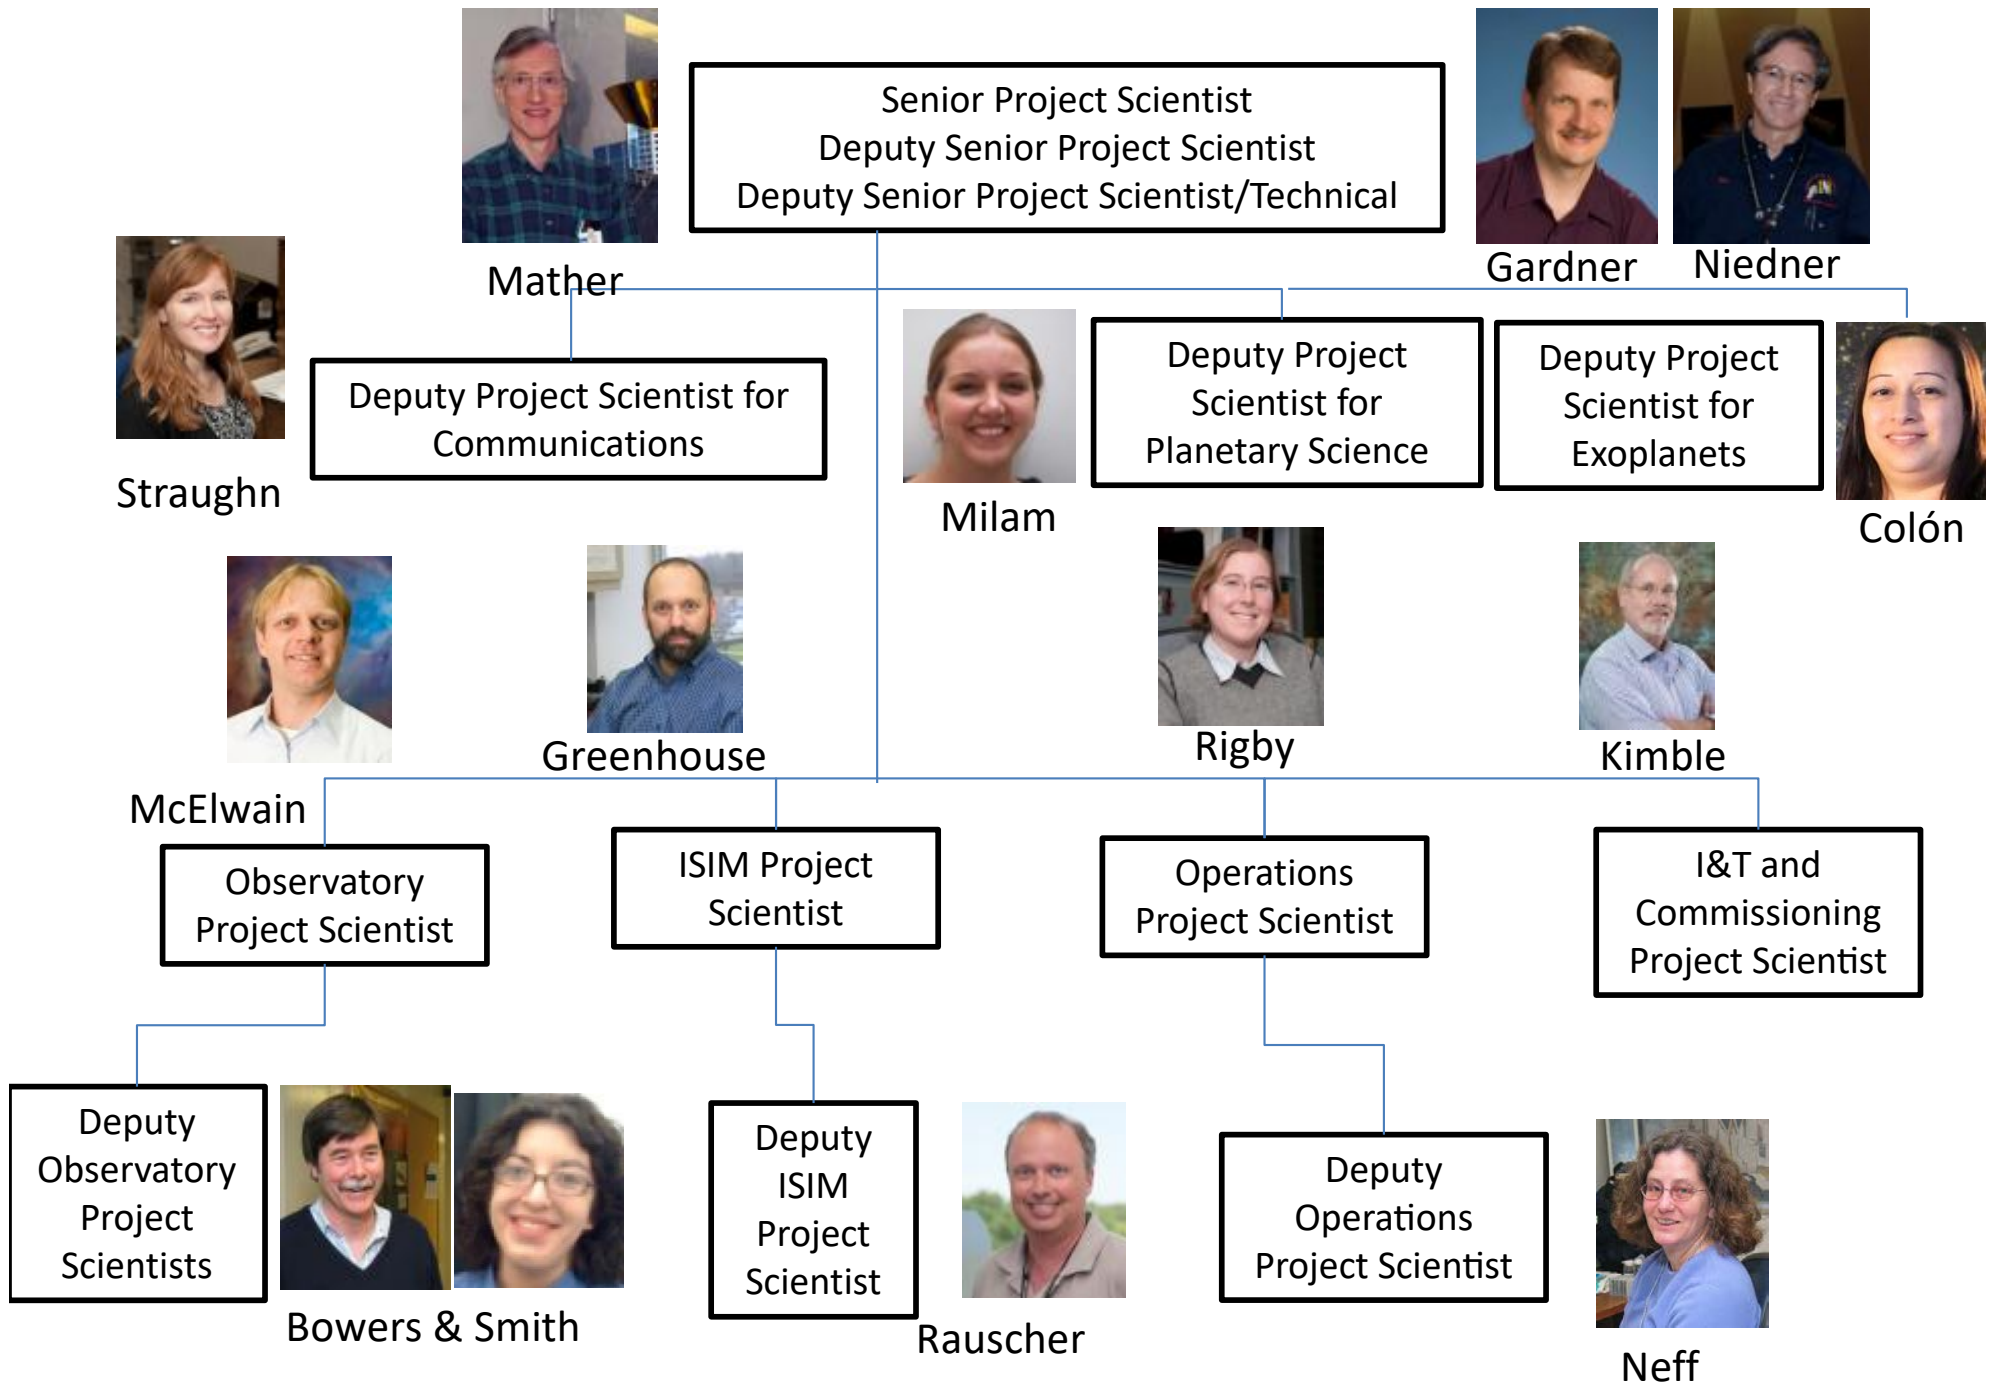 Senior Project Scientist
Deputy Senior Project Scientist
Deputy Senior Project Scientist/Technical
Mather
Gardner
Niedner
Straughn
Deputy Project Scientist for
Communications
Milam
Deputy Project
Scientist for
Planetary Science
Deputy Project
Scientist for
Exoplanets
Colón
McElwain
Greenhouse
Rigby
Kimble
Observatory
Project Scientist
ISIM Project
Scientist
Operations
Project Scientist
I&T and
Commissioning
Project Scientist
Deputy
Observatory
Project
Scientists
Bowers & Smith
Deputy
ISIM
Project
Scientist
Rauscher
Deputy
Operations
Project Scientist
Neff